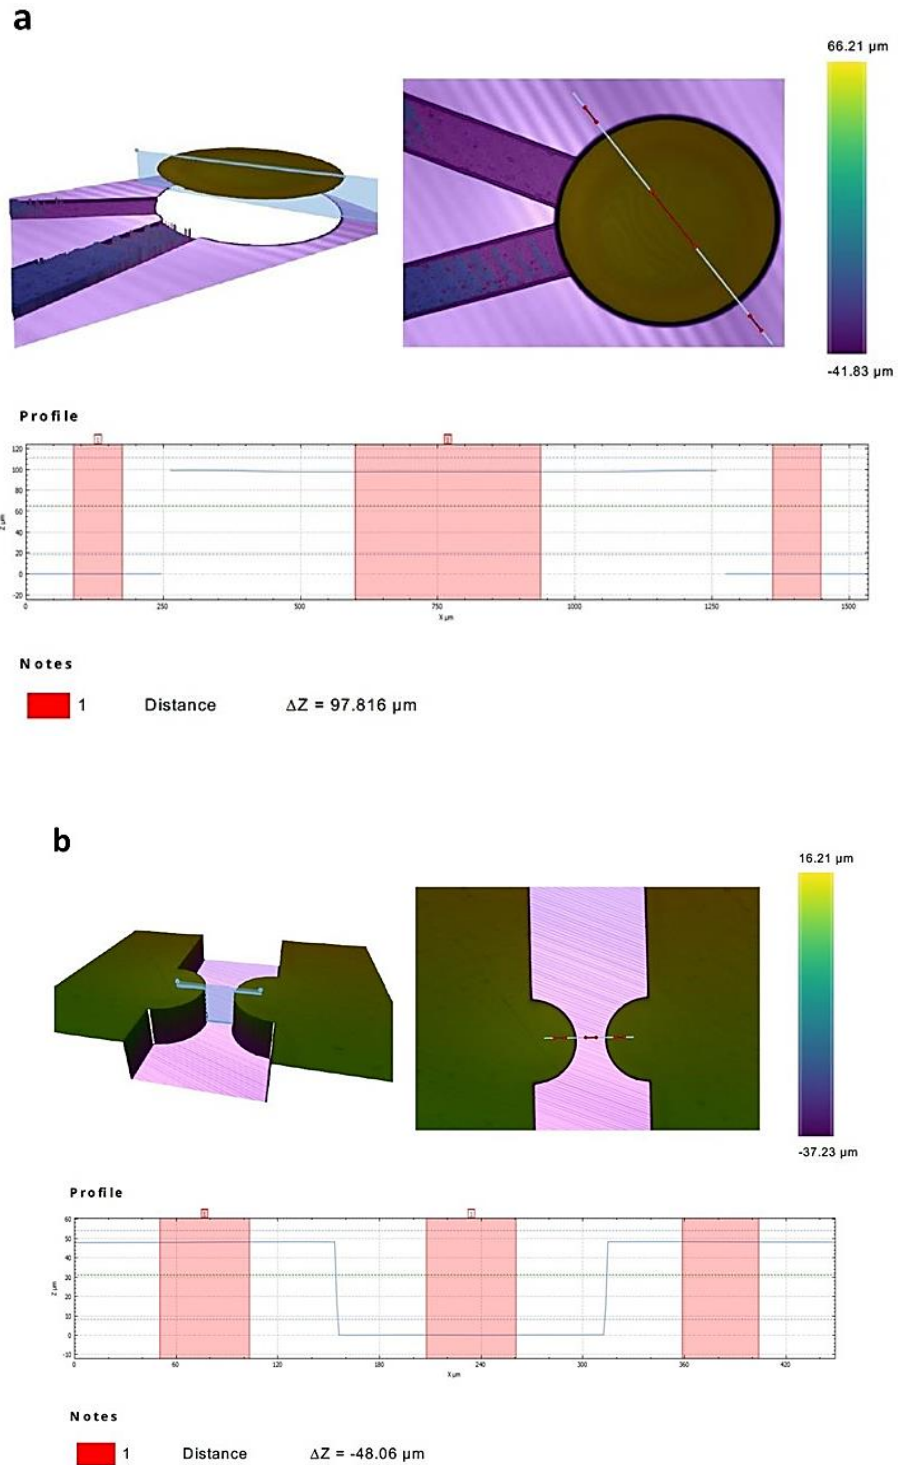 a
66.21 µm
-41.83 µm
Profile
120
100
80
60
40
20
0
-20
Z µm
0 250 500 750 1000 1250 1500
X µm
Notes
1 Distance ΔZ = 97.816 µm
b
16.21 µm
-37.23 µm
Profile
60
50
40
30
20
10
0
-10
Z µm
0 60 120 180 240 300 360 420
X µm
Notes
1 Distance ΔZ = -48.06 µm